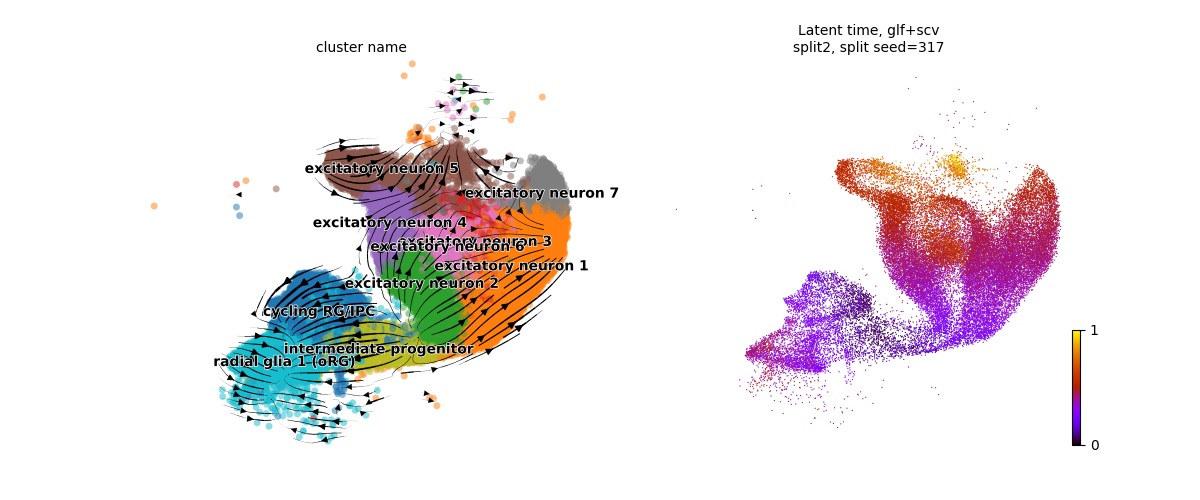 cluster name
Latent time, glf+scv
split2, split seed=317
excitatory neuron 5
excitatory neuron 7
excitatory neuron 4
excitatory neuron 3
excitatory neuron 6
excitatory neuron 1
excitatory neuron 2
cycling RG/IPC
intermediate progenitor
radial glia 1 (oRG)
1
0